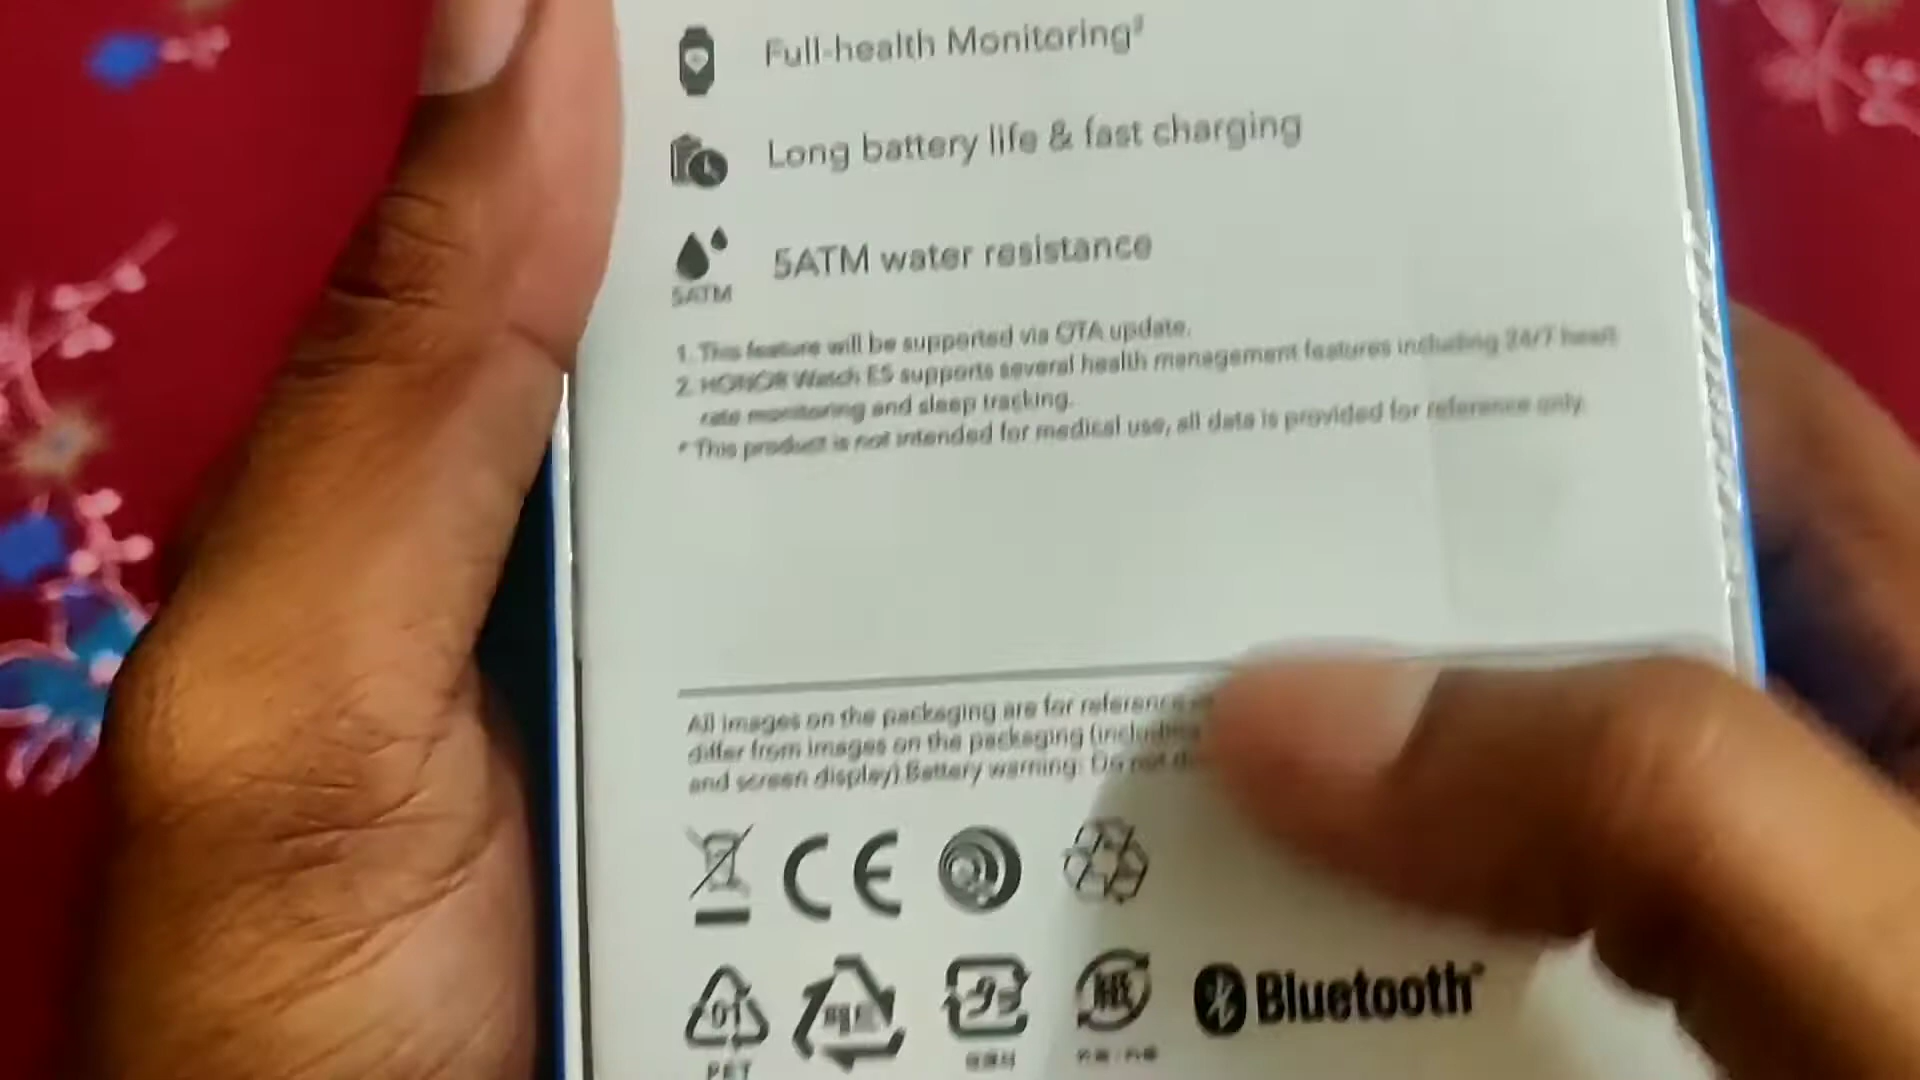 Full-health Monitoring²
Long battery life & fast charging
5ATM water resistance
5ATM
1. This feature will be supported via OTA update.
2. HONOR Watch ES supports several health management features including 24/7 heart
rate monitoring and sleep tracking.
* This product is not intended for medical use, all data is provided for reference only.
All images on the packaging are for reference
differ from images on the packaging (including
and screen display).Battery warning: Do not
CE
01
PET
Bluetooth®